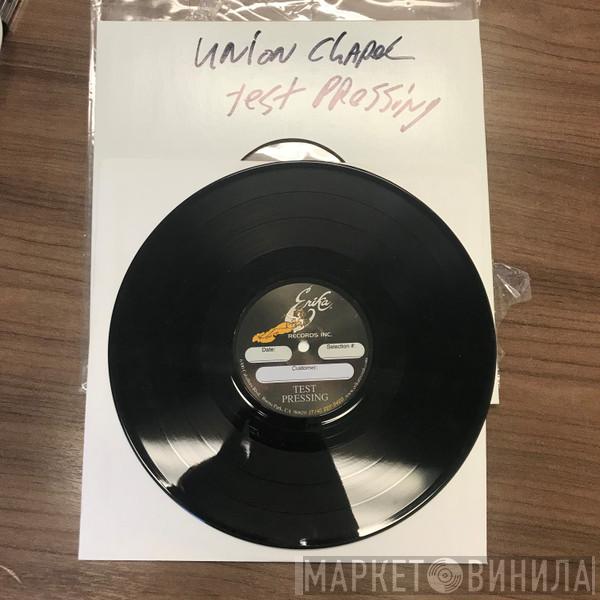 Union Chapel
test Pressing
Erika
RECORDS INC.
Date:
Selection #:
Customer:
TEST
PRESSING
МАРКЕТ ВИНИЛА